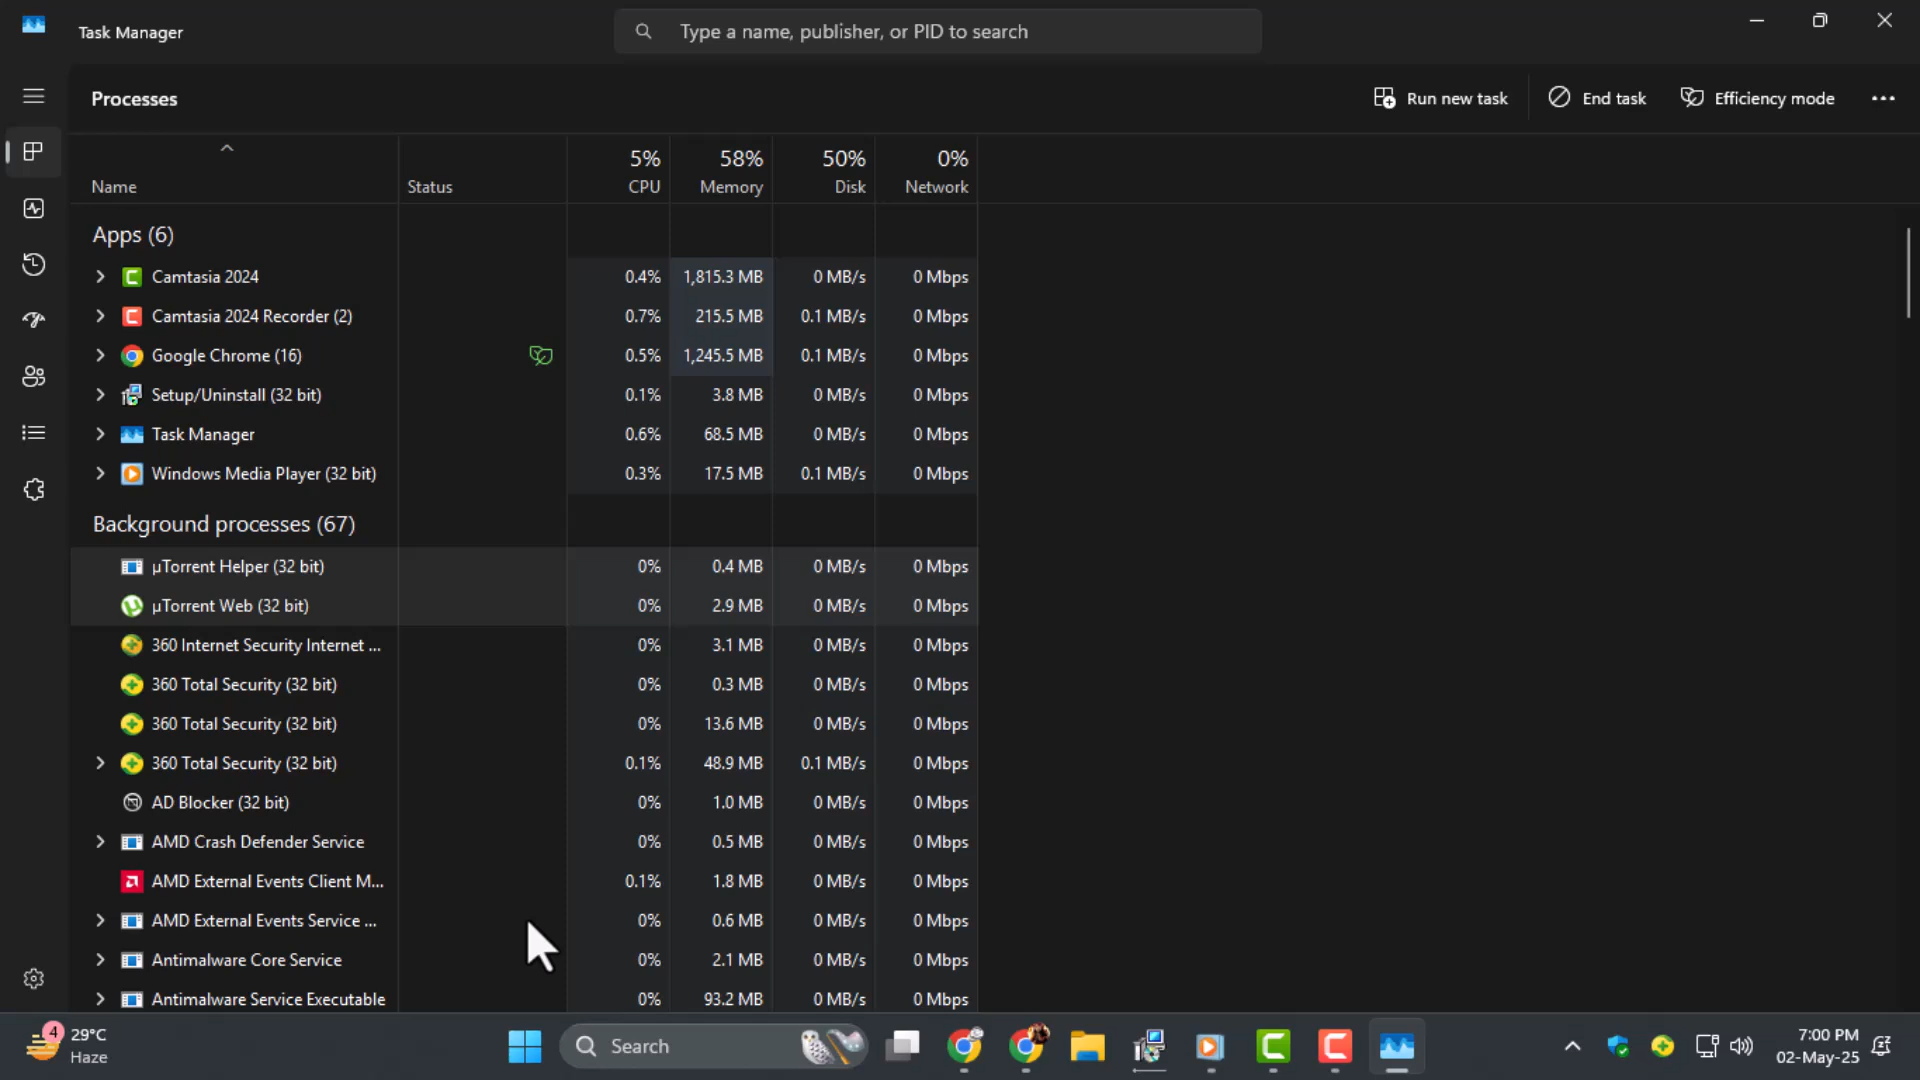 Task Manager
Type a name, publisher, or PID to search
Processes
Run new task
End task
Efficiency mode
5% 58% 50% 0%
Name Status CPU Memory Disk Network
Apps (6)
Camtasia 2024 0.4% 1,815.3 MB 0 MB/s 0 Mbps
Camtasia 2024 Recorder (2) 0.7% 215.5 MB 0.1 MB/s 0 Mbps
Google Chrome (16) 0.5% 1,245.5 MB 0.1 MB/s 0 Mbps
Setup/Uninstall (32 bit) 0.1% 3.8 MB 0 MB/s 0 Mbps
Task Manager 0.6% 68.5 MB 0 MB/s 0 Mbps
Windows Media Player (32 bit) 0.3% 17.5 MB 0.1 MB/s 0 Mbps
Background processes (67)
µTorrent Helper (32 bit) 0% 0.4 MB 0 MB/s 0 Mbps
µTorrent Web (32 bit) 0% 2.9 MB 0 MB/s 0 Mbps
360 Internet Security Internet ... 0% 3.1 MB 0 MB/s 0 Mbps
360 Total Security (32 bit) 0% 0.3 MB 0 MB/s 0 Mbps
360 Total Security (32 bit) 0% 13.6 MB 0 MB/s 0 Mbps
360 Total Security (32 bit) 0.1% 48.9 MB 0.1 MB/s 0 Mbps
AD Blocker (32 bit) 0% 1.0 MB 0 MB/s 0 Mbps
AMD Crash Defender Service 0% 0.5 MB 0 MB/s 0 Mbps
AMD External Events Client M... 0.1% 1.8 MB 0 MB/s 0 Mbps
AMD External Events Service ... 0% 0.6 MB 0 MB/s 0 Mbps
Antimalware Core Service 0% 2.1 MB 0 MB/s 0 Mbps
Antimalware Service Executable 0% 93.2 MB 0 MB/s 0 Mbps
4
29°C
Haze
Search
7:00 PM
02-May-25